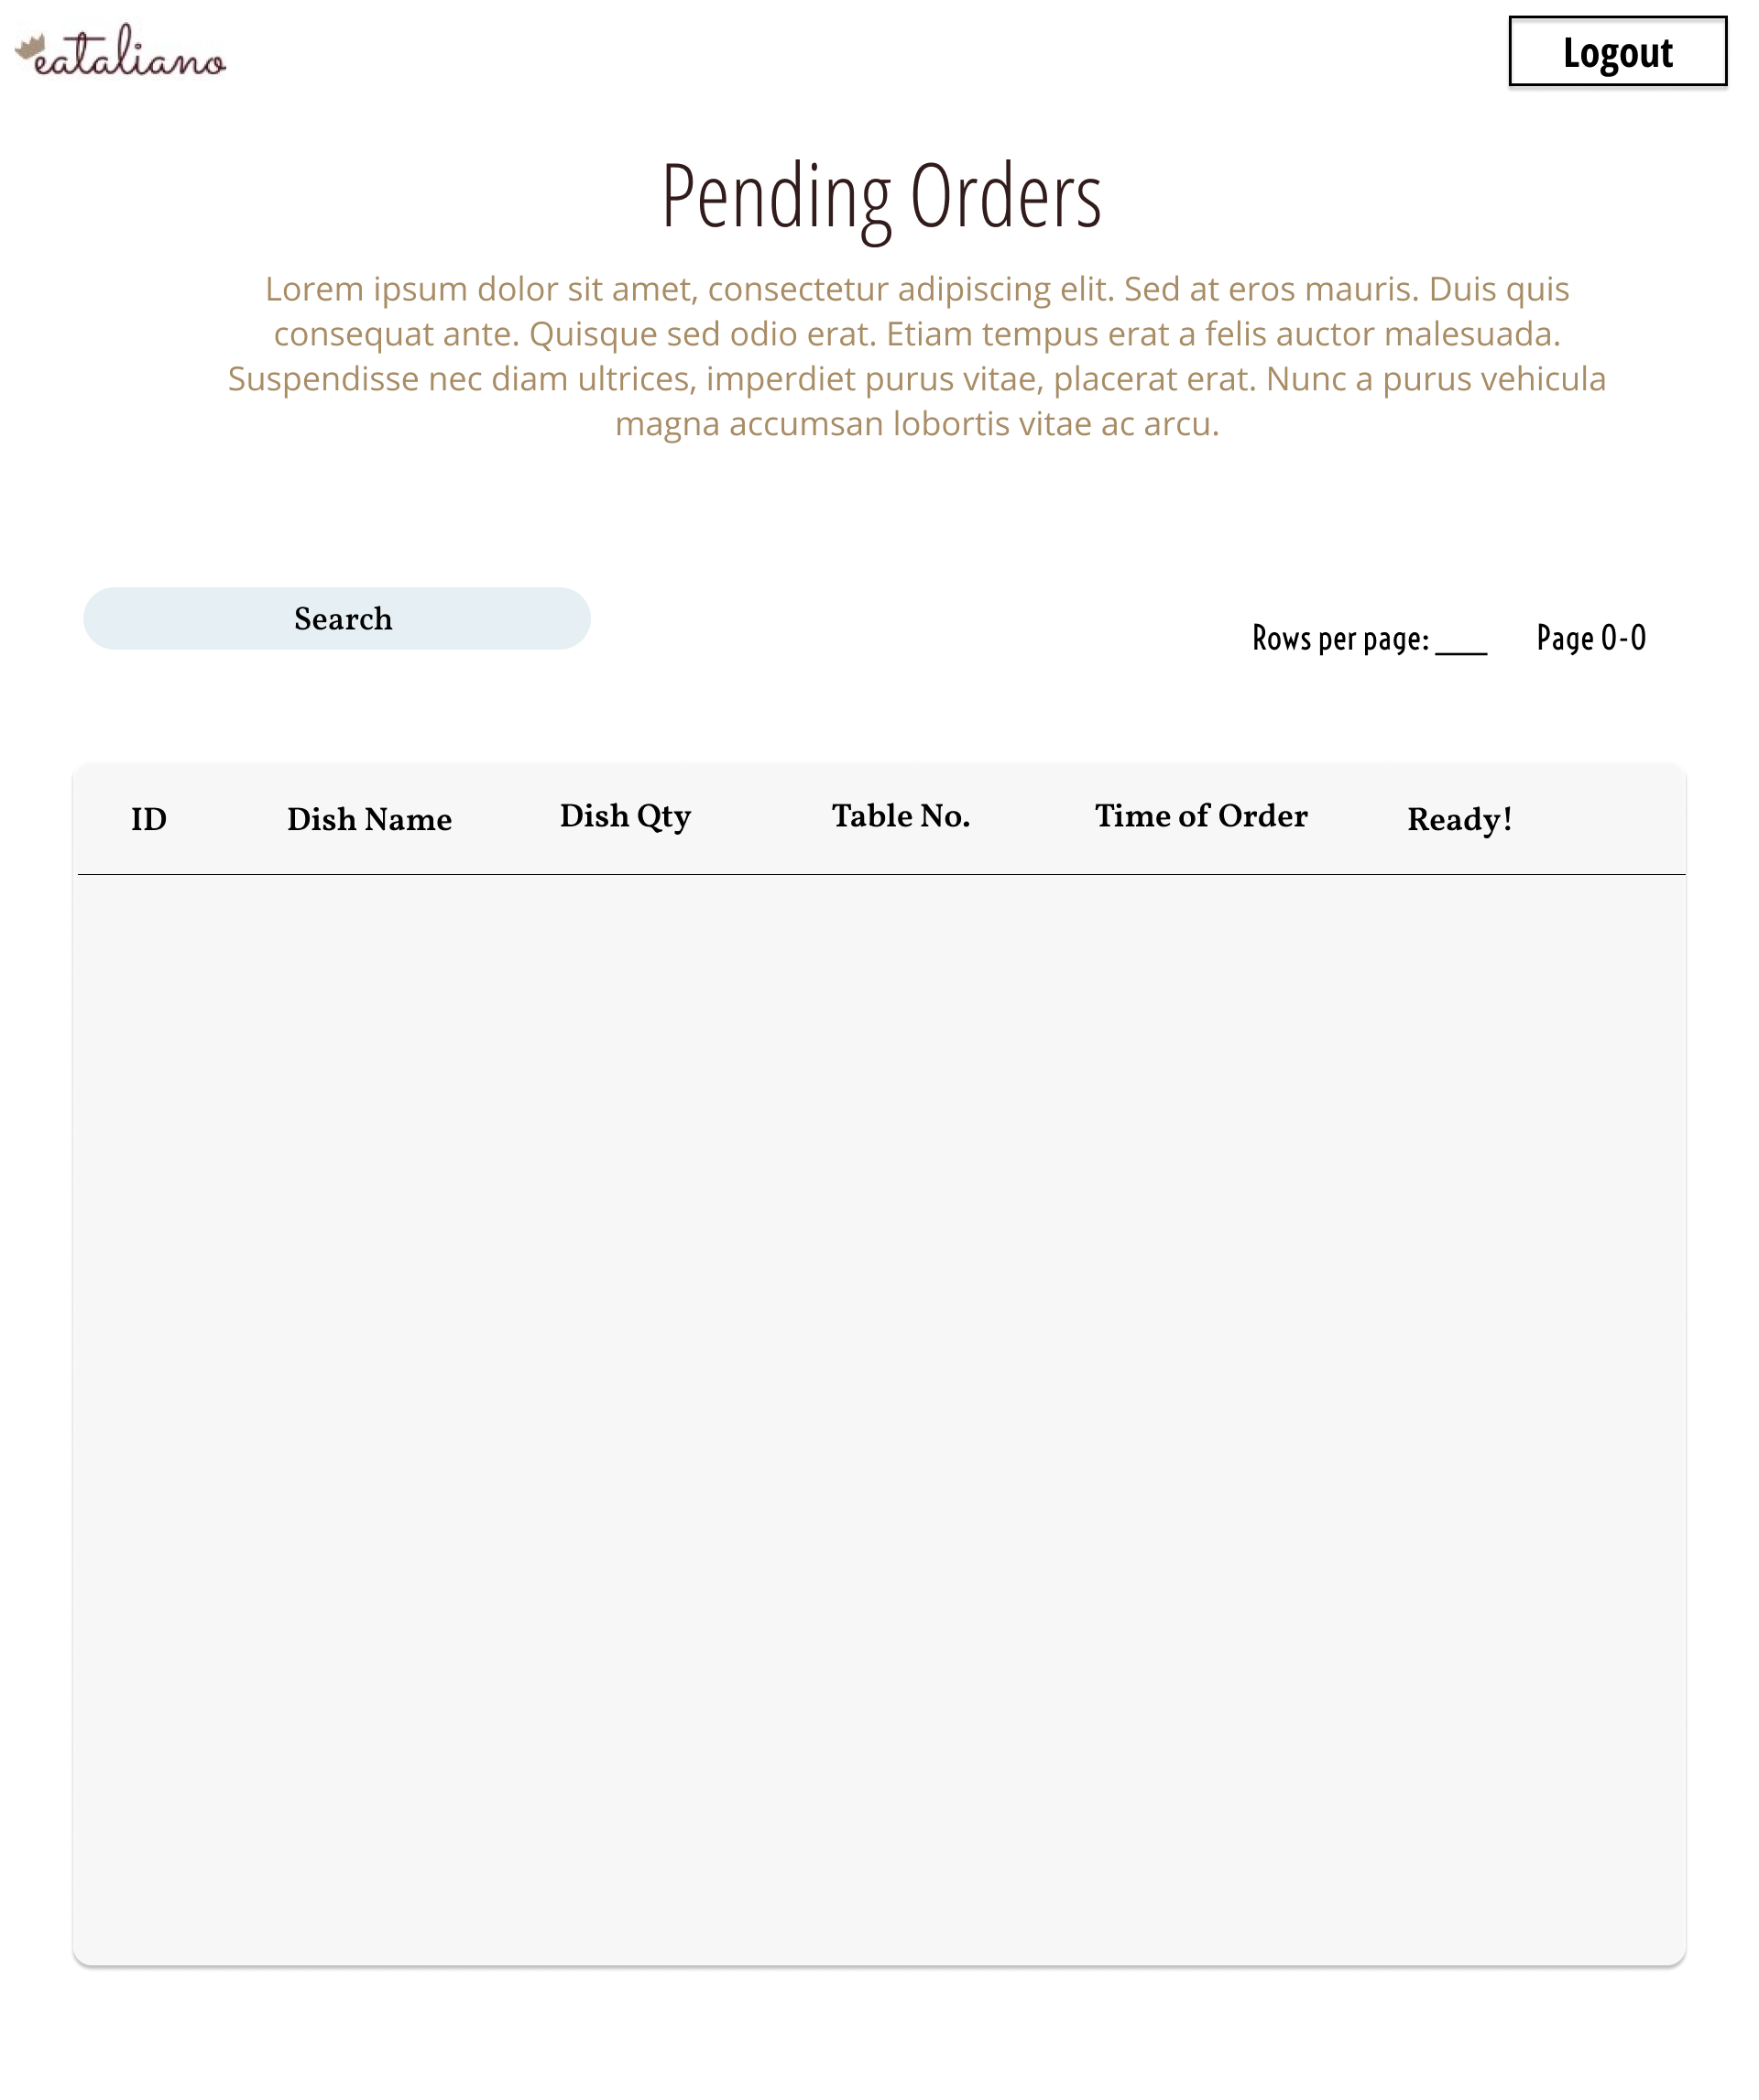 eataliano
Logout
Pending Orders
Lorem ipsum dolor sit amet, consectetur adipiscing elit. Sed at eros mauris. Duis quis
consequat ante. Quisque sed odio erat. Etiam tempus erat a felis auctor malesuada.
Suspendisse nec diam ultrices, imperdiet purus vitae, placerat erat. Nunc a purus vehicula
magna accumsan lobortis vitae ac arcu.
Search
Rows per page: ___ Page 0-0
ID Dish Name Dish Qty Table No. Time of Order Ready!